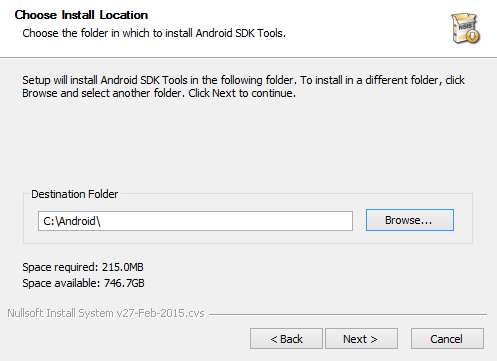 Choose Install Location
Choose the folder in which to install Android SDK Tools.
NSIS
Setup will install Android SDK Tools in the following folder. To install in a different folder, click
Browse and select another folder. Click Next to continue.
Destination Folder
C:\Android\
Browse...
Space required: 215.0MB
Space available: 746.7GB
Nullsoft Install System v27-Feb-2015.cvs
< Back
Next >
Cancel